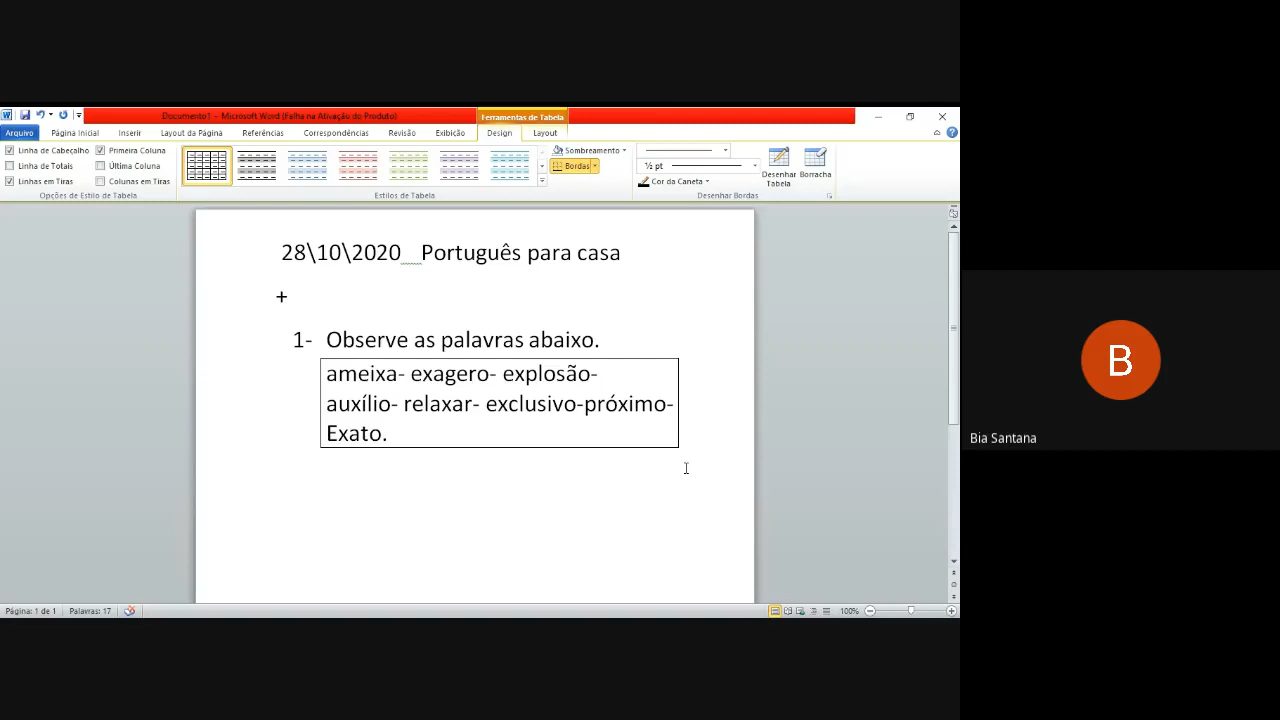 Documento1 - Microsoft Word (Falha na Ativação do Produto)
Ferramentas de Tabela
Arquivo Página Inicial Inserir Layout da Página Referências Correspondências Revisão Exibição Design Layout
Linha de Cabeçalho Primeira Coluna
Linha de Totais Última Coluna
Linhas em Tiras Colunas em Tiras
Opções de Estilo de Tabela
Estilos de Tabela
Sombreamento
Bordas
½ pt
Cor da Caneta
Desenhar Tabela
Borracha
Desenhar Bordas
28\10\2020 Português para casa
+
1- Observe as palavras abaixo.
ameixa- exagero- explosão-
auxílio- relaxar- exclusivo-próximo-
Exato.
B
Bia Santana
Página: 1 de 1 Palavras: 17 100%